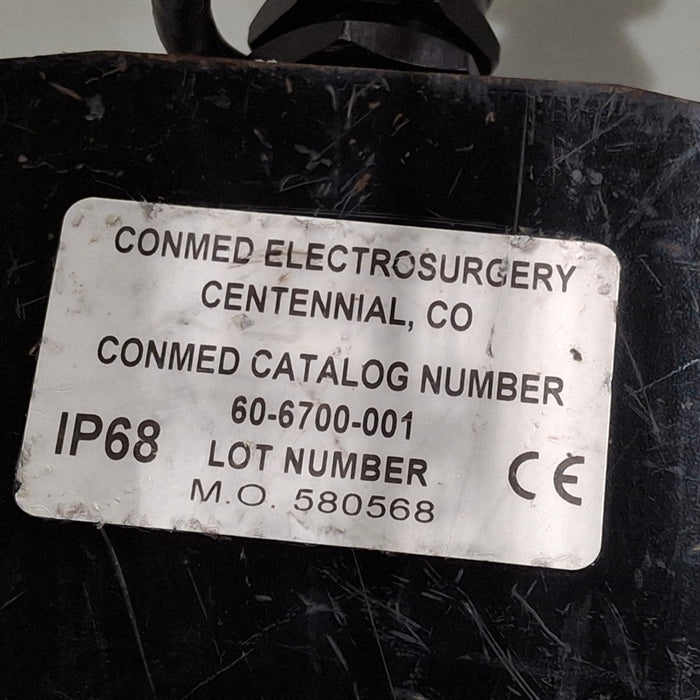 CONMED ELECTROSURGERY
CENTENNIAL, CO
CONMED CATALOG NUMBER
60-6700-001
IP68
LOT NUMBER
M.O. 580568
CE